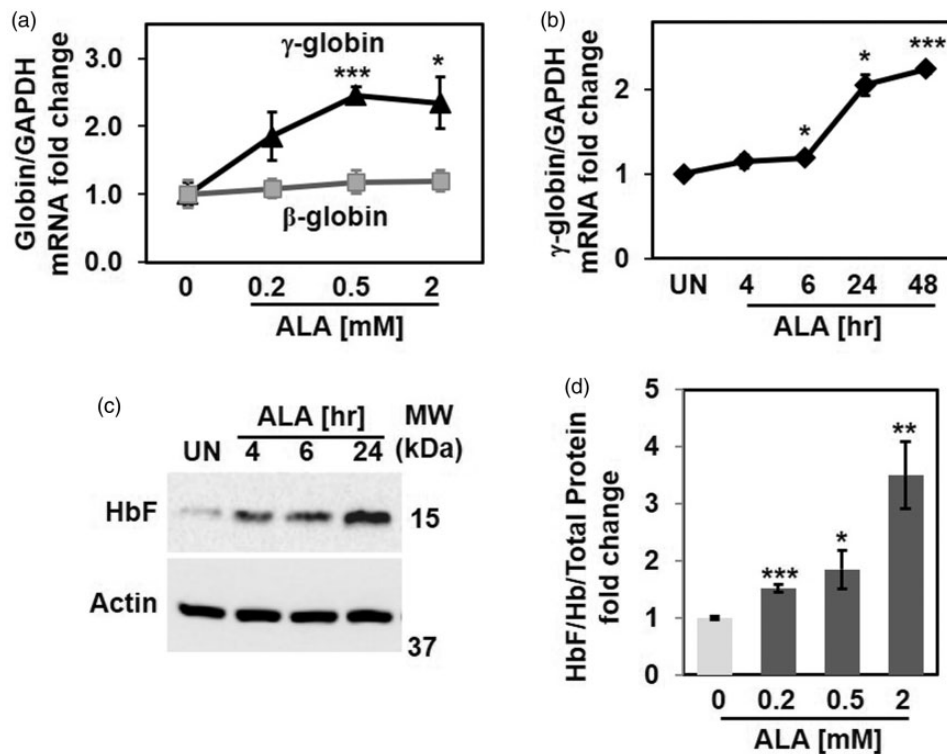 (a)
Globin/GAPDH
mRNA fold change
3.0
2.0
1.0
0.0
γ-globin
***
*
β-globin
0 0.2 0.5 2
ALA [mM]
(b)
γ-globin/GAPDH
mRNA fold change
2
1
0
*
*
***
UN 4 6 24 48
ALA [hr]
(c)
ALA [hr]
MW
(kDa)
UN 4 6 24
HbF
15
Actin
37
(d)
HbF/Hb/Total Protein
fold change
5
4
3
2
1
0
***
*
**
0 0.2 0.5 2
ALA [mM]